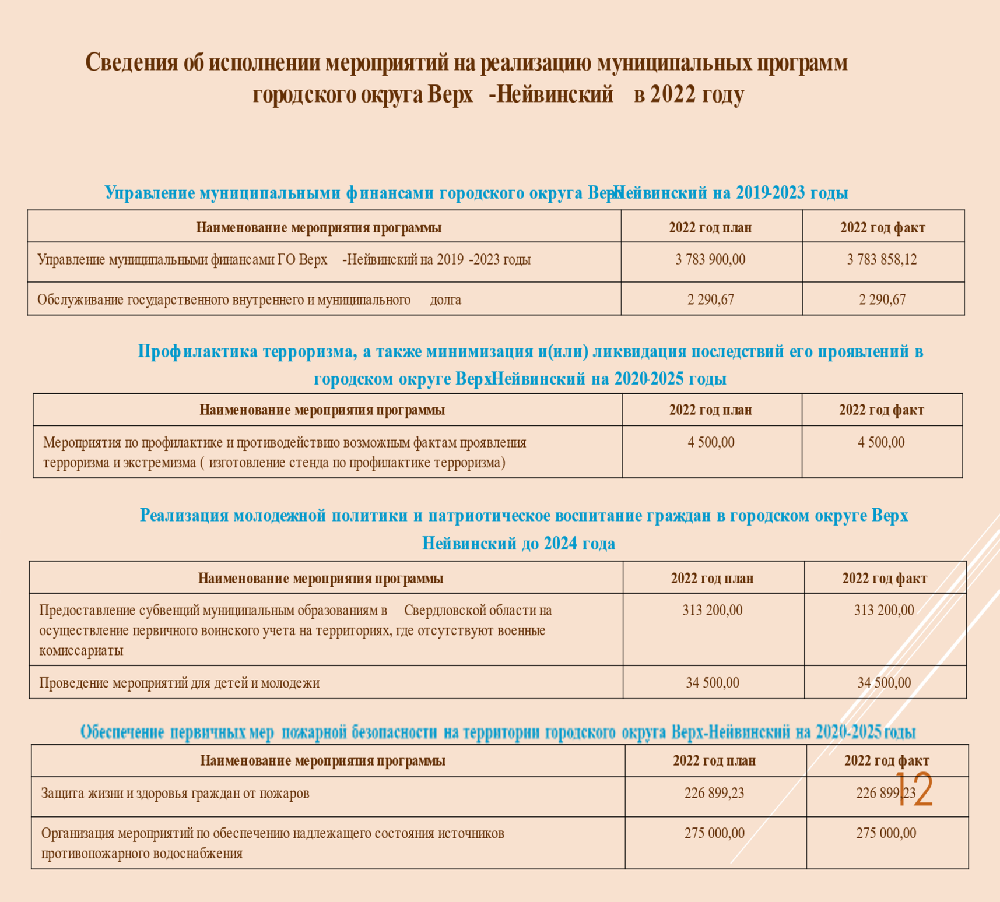 Сведения об исполнении мероприятий на реализацию муниципальных программ
городского округа Верх -Нейвинский в 2022 году
Управление муниципальными финансами городского округа Верх-Нейвинский на 2019-2023 годы
Наименование мероприятия программы 2022 год план 2022 год факт
Управление муниципальными финансами ГО Верх -Нейвинский на 2019 -2023 годы 3 783 900,00 3 783 858,12
Обслуживание государственного внутреннего и муниципального долга 2 290,67 2 290,67
Профилактика терроризма, а также минимизация и(или) ликвидация последствий его проявлений в
городском округе ВерхНейвинский на 2020-2025 годы
Наименование мероприятия программы 2022 год план 2022 год факт
Мероприятия по профилактике и противодействию возможным фактам проявления 4 500,00 4 500,00
терроризма и экстремизма ( изготовление стенда по профилактике терроризма)
Реализация молодежной политики и патриотическое воспитание граждан в городском округе Верх
Нейвинский до 2024 года
Наименование мероприятия программы 2022 год план 2022 год факт
Предоставление субвенций муниципальным образованиям в Свердловской области на 313 200,00 313 200,00
осуществление первичного воинского учета на территориях, где отсутствуют военные
комиссариаты
Проведение мероприятий для детей и молодежи 34 500,00 34 500,00
Обеспечение первичных мер пожарной безопасности на территории городского округа Верх-Нейвинский на 2020-2025 годы
Наименование мероприятия программы 2022 год план 2022 год факт
Защита жизни и здоровья граждан от пожаров 226 899,23 226 899,23
12
Организация мероприятий по обеспечению надлежащего состояния источников 275 000,00 275 000,00
противопожарного водоснабжения